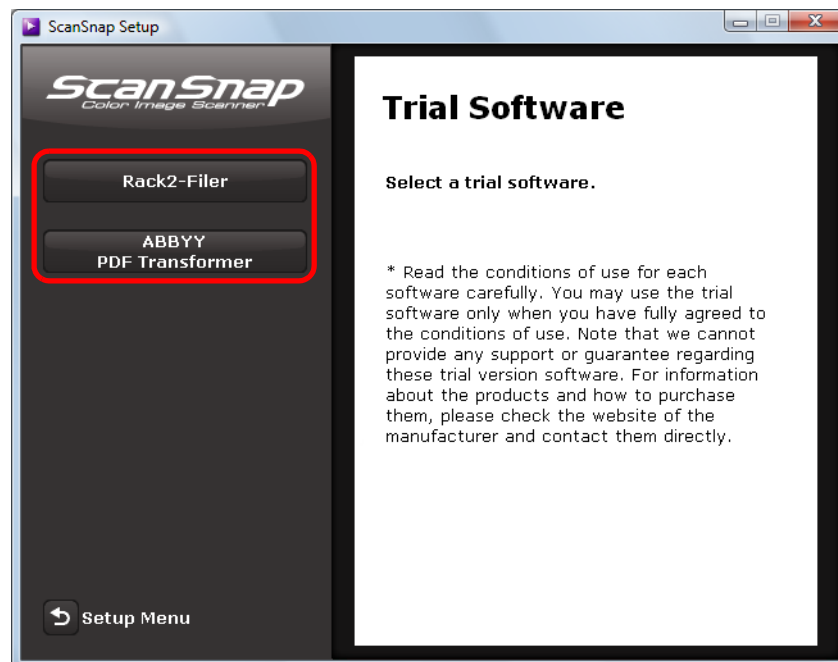 ScanSnap Setup
ScanSnap
Color Image Scanner
Rack2-Filer
ABBYY
PDF Transformer
Setup Menu
Trial Software
Select a trial software.
* Read the conditions of use for each
software carefully. You may use the trial
software only when you have fully agreed to
the conditions of use. Note that we cannot
provide any support or guarantee regarding
these trial version software. For information
about the products and how to purchase
them, please check the website of the
manufacturer and contact them directly.